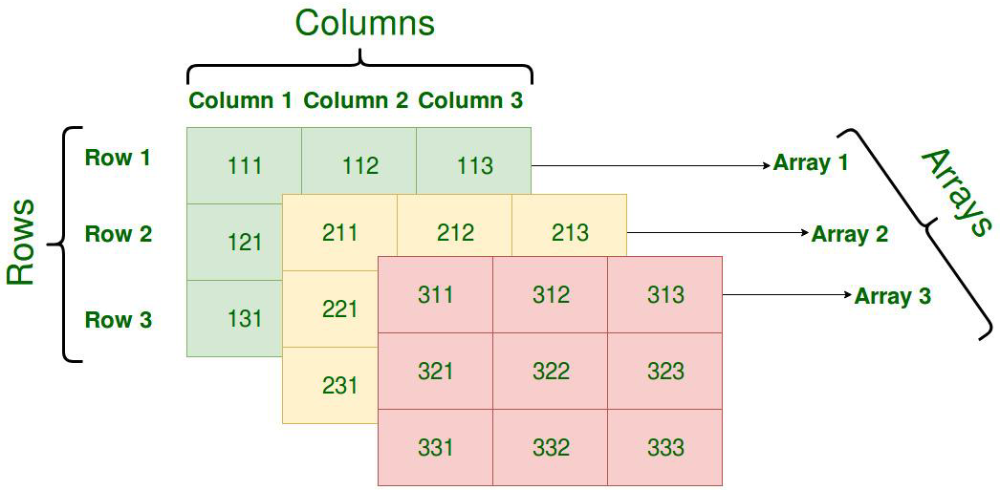 Columns
Column 1 Column 2 Column 3
Rows
Row 1 111 112 113 Array 1
Arrays
Row 2 121 211 212 213 Array 2
311 312 313 Array 3
Row 3 131 221
321 322 323
231
331 332 333